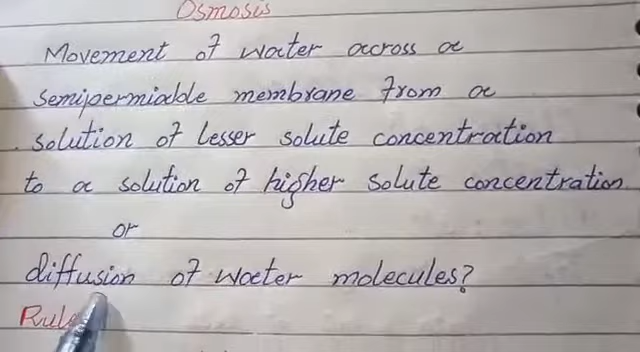 Osmosis
Movement of water across a
semipermiable membrane from a
solution of lesser solute concentration
to a solution of higher solute concentration
or
diffusion of water molecules?